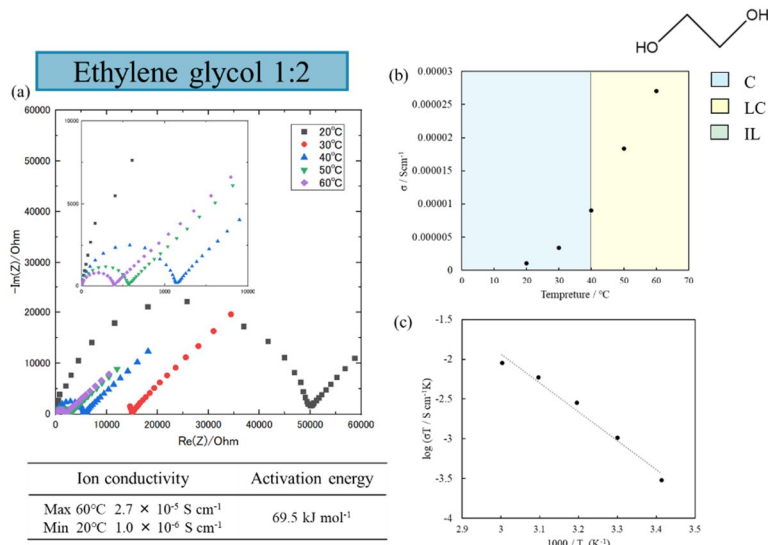 OH
HO
Ethylene glycol 1:2
(a)
60000
50000
40000
30000
20000
10000
0
-Im(Z)/Ohm
0 10000 20000 30000 40000 50000 60000
Re(Z)/Ohm
20℃
30℃
40℃
50℃
60℃
10000
5000
0
0 10000 10000
(b)
0.00003
0.000025
0.00002
0.000015
0.00001
0.000005
0
σ / Scm⁻¹
0 10 20 30 40 50 60 70
Tempreture / ℃
C
LC
IL
(c)
-1.5
-2
-2.5
-3
-3.5
-4
log (σT / S cm⁻¹K)
2.9 3 3.1 3.2 3.3 3.4 3.5
1000 / T (K⁻¹)
Ion conductivity Activation energy
Max 60℃ 2.7 × 10⁻⁵ S cm⁻¹
Min 20℃ 1.0 × 10⁻⁶ S cm⁻¹
69.5 kJ mol⁻¹